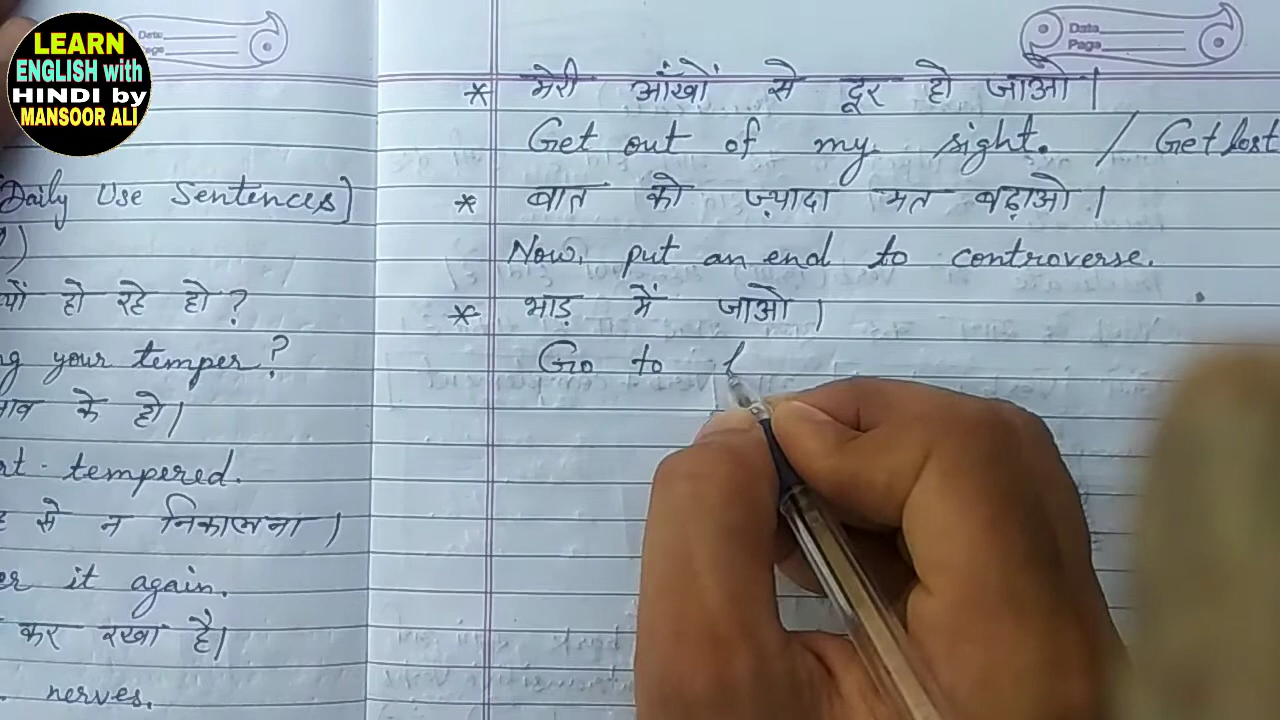 LEARN
ENGLISH with
HINDI by
MANSOOR ALI
Date
Page
Daily Use Sentences]
हो रहे हो ?
your temper ?
के हो।
tempered.
से न निकालना ।
it again.
कर रखा है।
nerves.
Date
Page
* मेरी आँखों से दूर हो जाओ ।
Get out of my sight. / Get lost
* बात को ज़्यादा मत बढ़ाओ ।
Now, put an end to controverse.
* भाड़ में जाओ ।
Go to